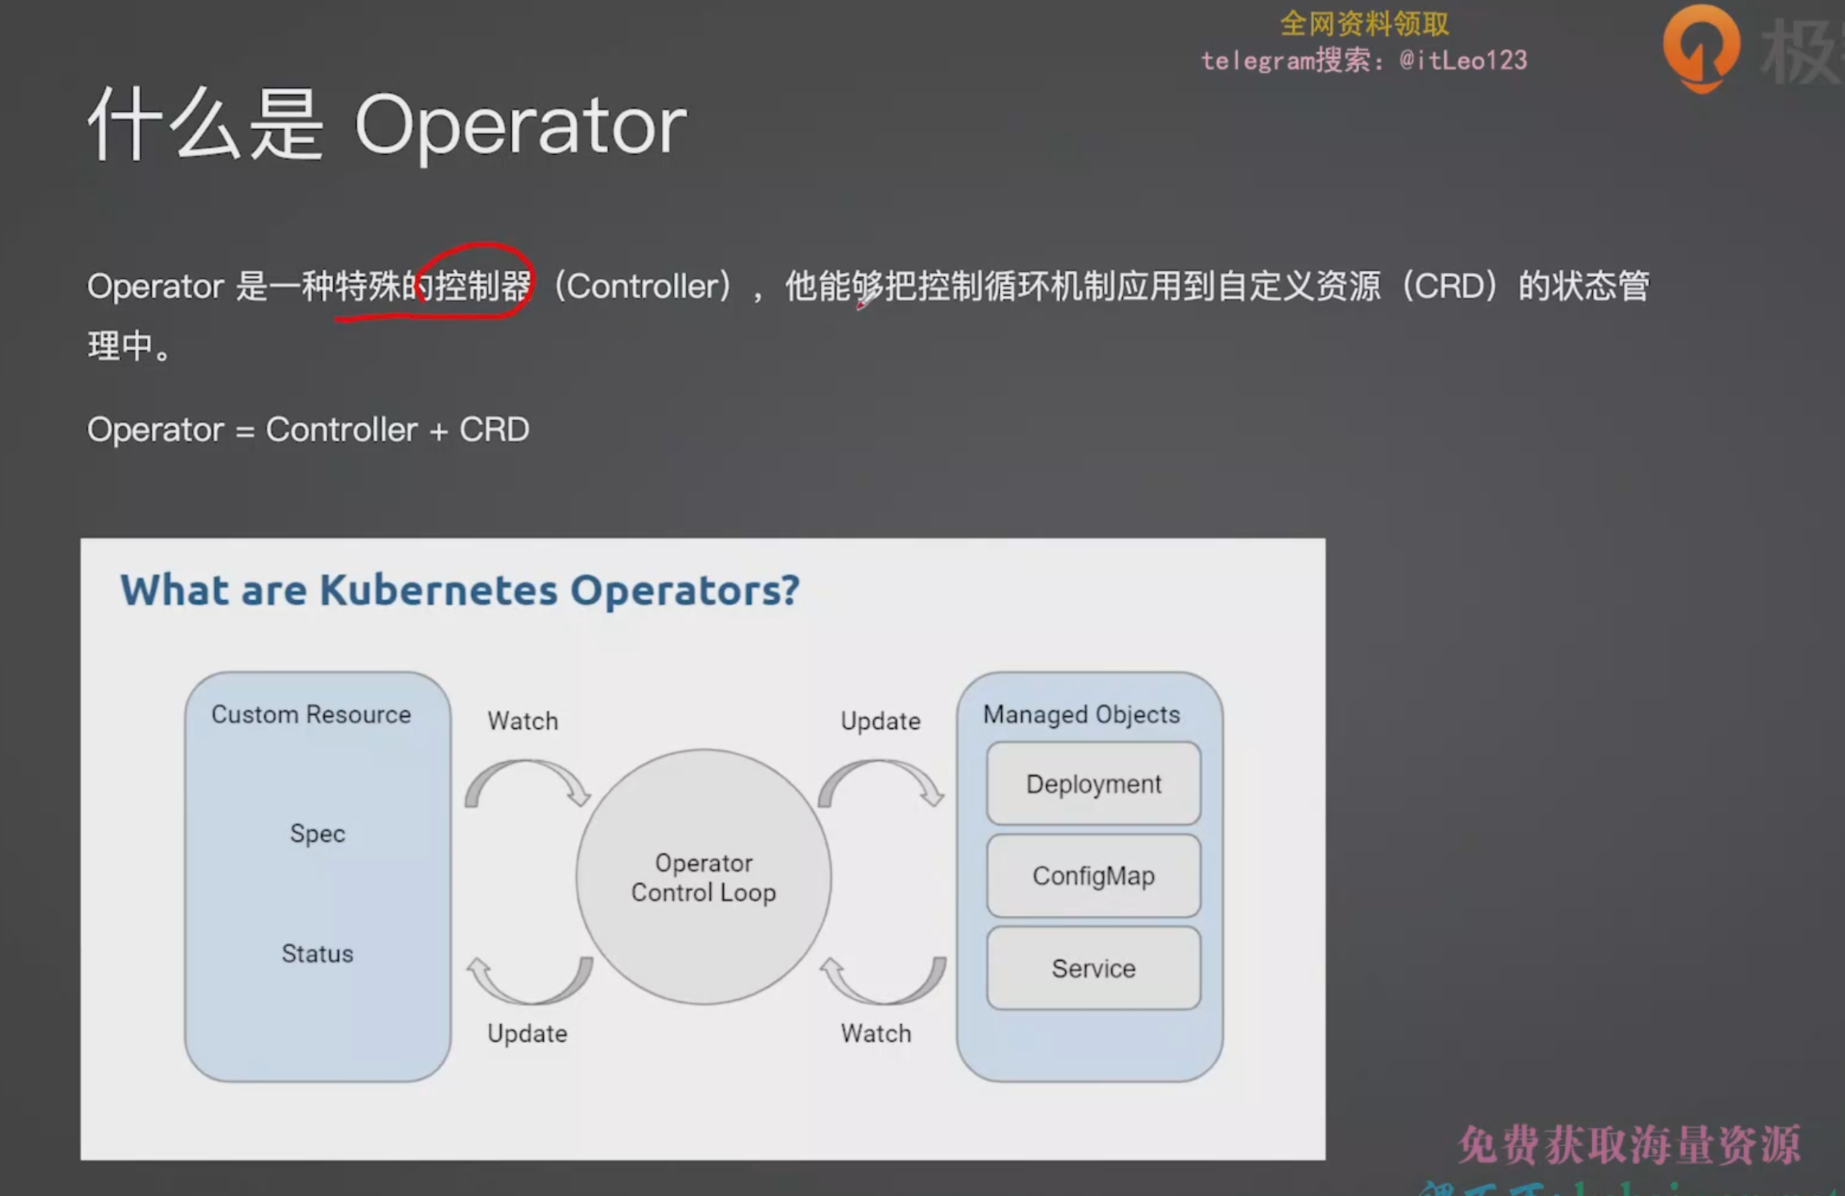 全网资料领取
telegram搜索：@itLeo123
什么是 Operator
Operator 是一种特殊的控制器（Controller），他能够把控制循环机制应用到自定义资源（CRD）的状态管
理中。
Operator = Controller + CRD
What are Kubernetes Operators?
Custom Resource
Spec
Status
Watch
Update
Operator
Control Loop
Update
Watch
Managed Objects
Deployment
ConfigMap
Service
免费获取海量资源